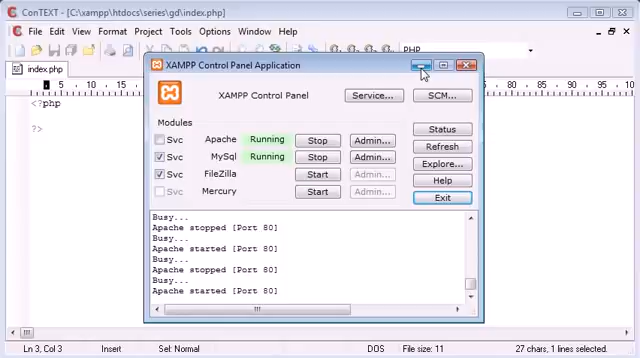 ConTEXT - [C:\xampp\htdocs\series\gd\index.php]
File Edit View Format Project Tools Options Window Help
PHP
index.php
<?php
?>
XAMPP Control Panel Application
XAMPP Control Panel
Service...
SCM...
Modules
Svc Apache Running Stop Admin...
Svc MySql Running Stop Admin...
Svc FileZilla Start Admin...
Svc Mercury Start Admin...
Status
Refresh
Explore...
Help
Exit
Busy...
Apache stopped [Port 80]
Busy...
Apache started [Port 80]
Busy...
Apache stopped [Port 80]
Busy...
Apache started [Port 80]
Ln 3, Col 3 Insert Sel: Normal DOS File size: 11 27 chars, 1 lines selected.